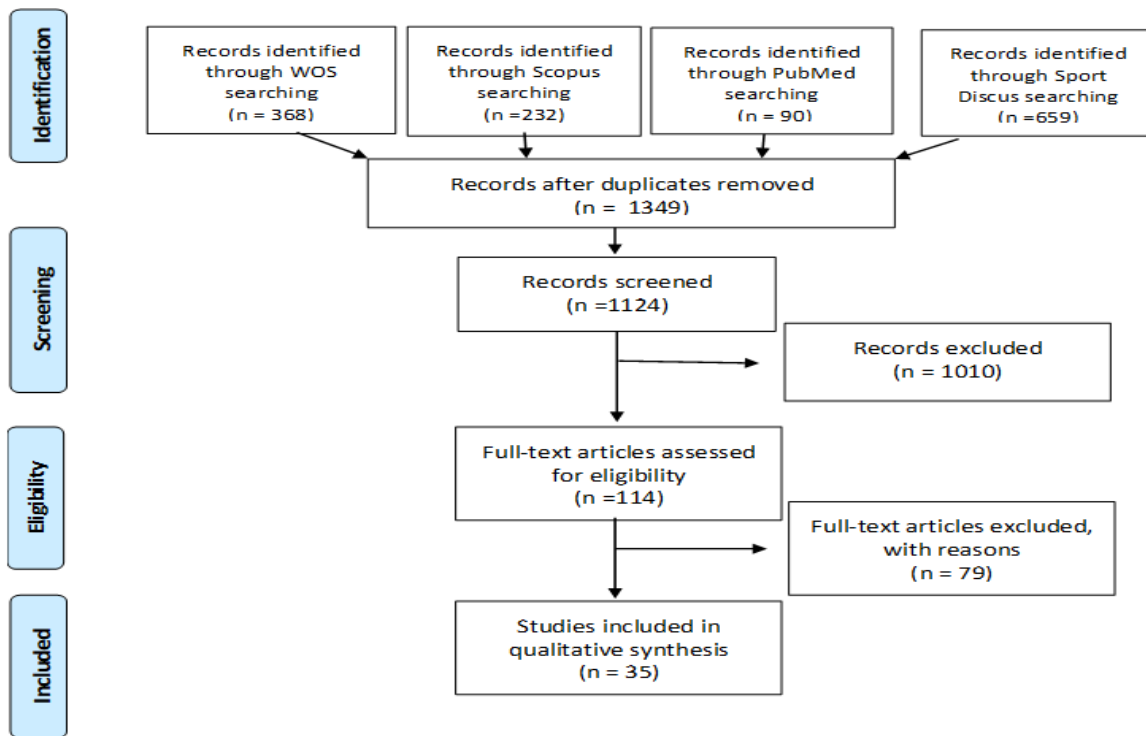 Identification
Records identified
through WOS
searching
(n = 368)
Records identified
through Scopus
searching
(n =232)
Records identified
through PubMed
searching
(n = 90)
Records identified
through Sport
Discus searching
(n =659)
Records after duplicates removed
(n = 1349)
Screening
Records screened
(n =1124)
Records excluded
(n = 1010)
Eligibility
Full-text articles assessed
for eligibility
(n =114)
Full-text articles excluded,
with reasons
(n = 79)
Included
Studies included in
qualitative synthesis
(n = 35)